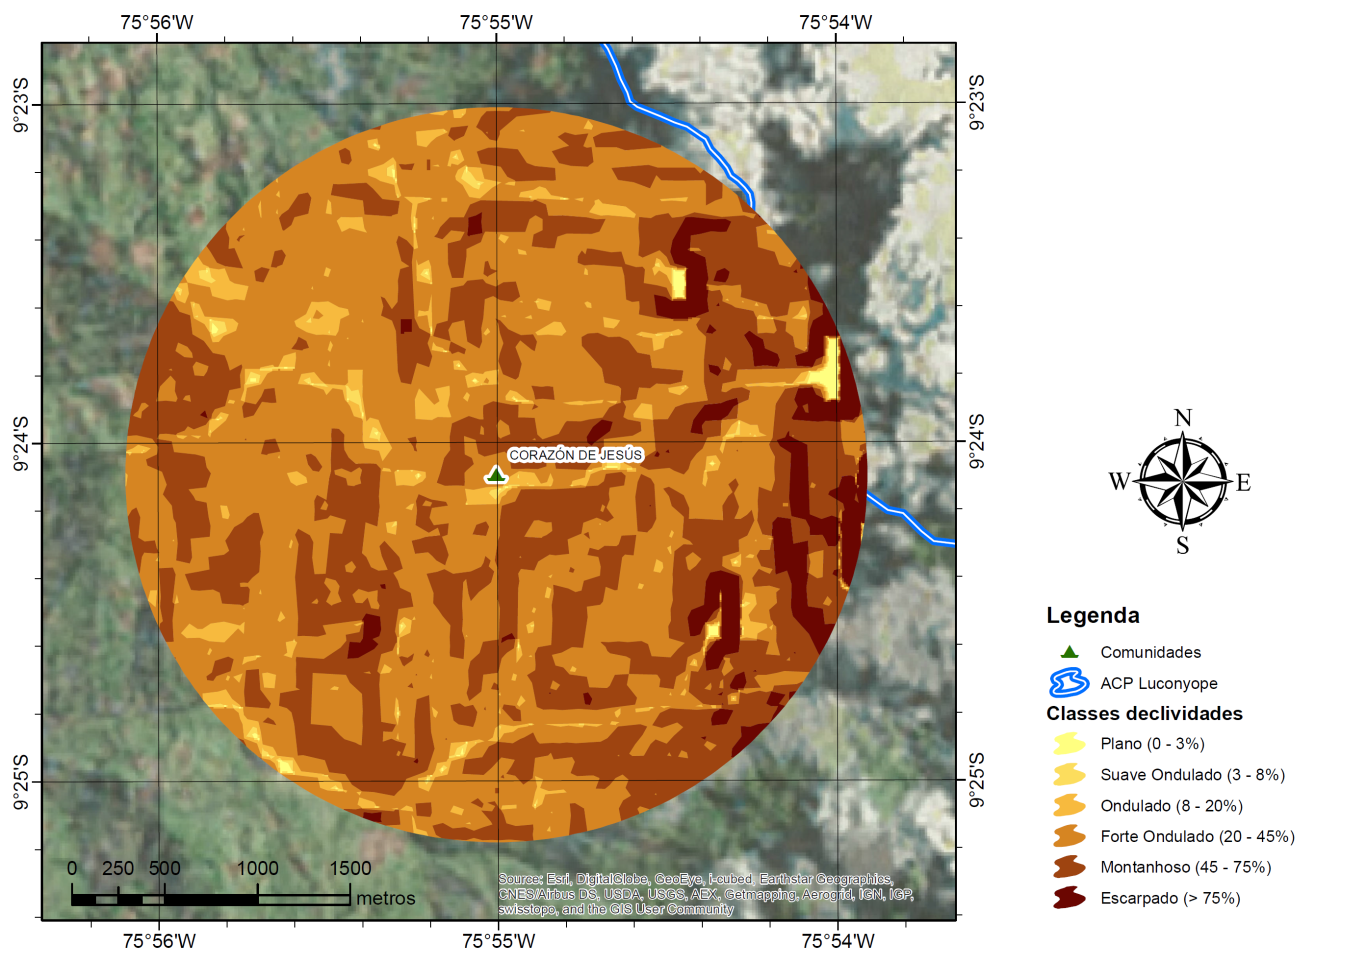 75°56'W 75°55'W 75°54'W
9°23'S
9°23'S
9°24'S
9°24'S
CORAZÓN DE JESÚS
N
W E
S
9°25'S
9°25'S
Legenda
Comunidades
ACP Luconyope
Classes declividades
Plano (0 - 3%)
Suave Ondulado (3 - 8%)
Ondulado (8 - 20%)
Forte Ondulado (20 - 45%)
Montanhoso (45 - 75%)
Escarpado (> 75%)
0 250 500 1000 1500
metros
Source: Esri, DigitalGlobe, GeoEye, i-cubed, Earthstar Geographics,
CNES/Airbus DS, USDA, USGS, AEX, Getmapping, Aerogrid, IGN, IGP,
swisstopo, and the GIS User Community
75°56'W 75°55'W 75°54'W